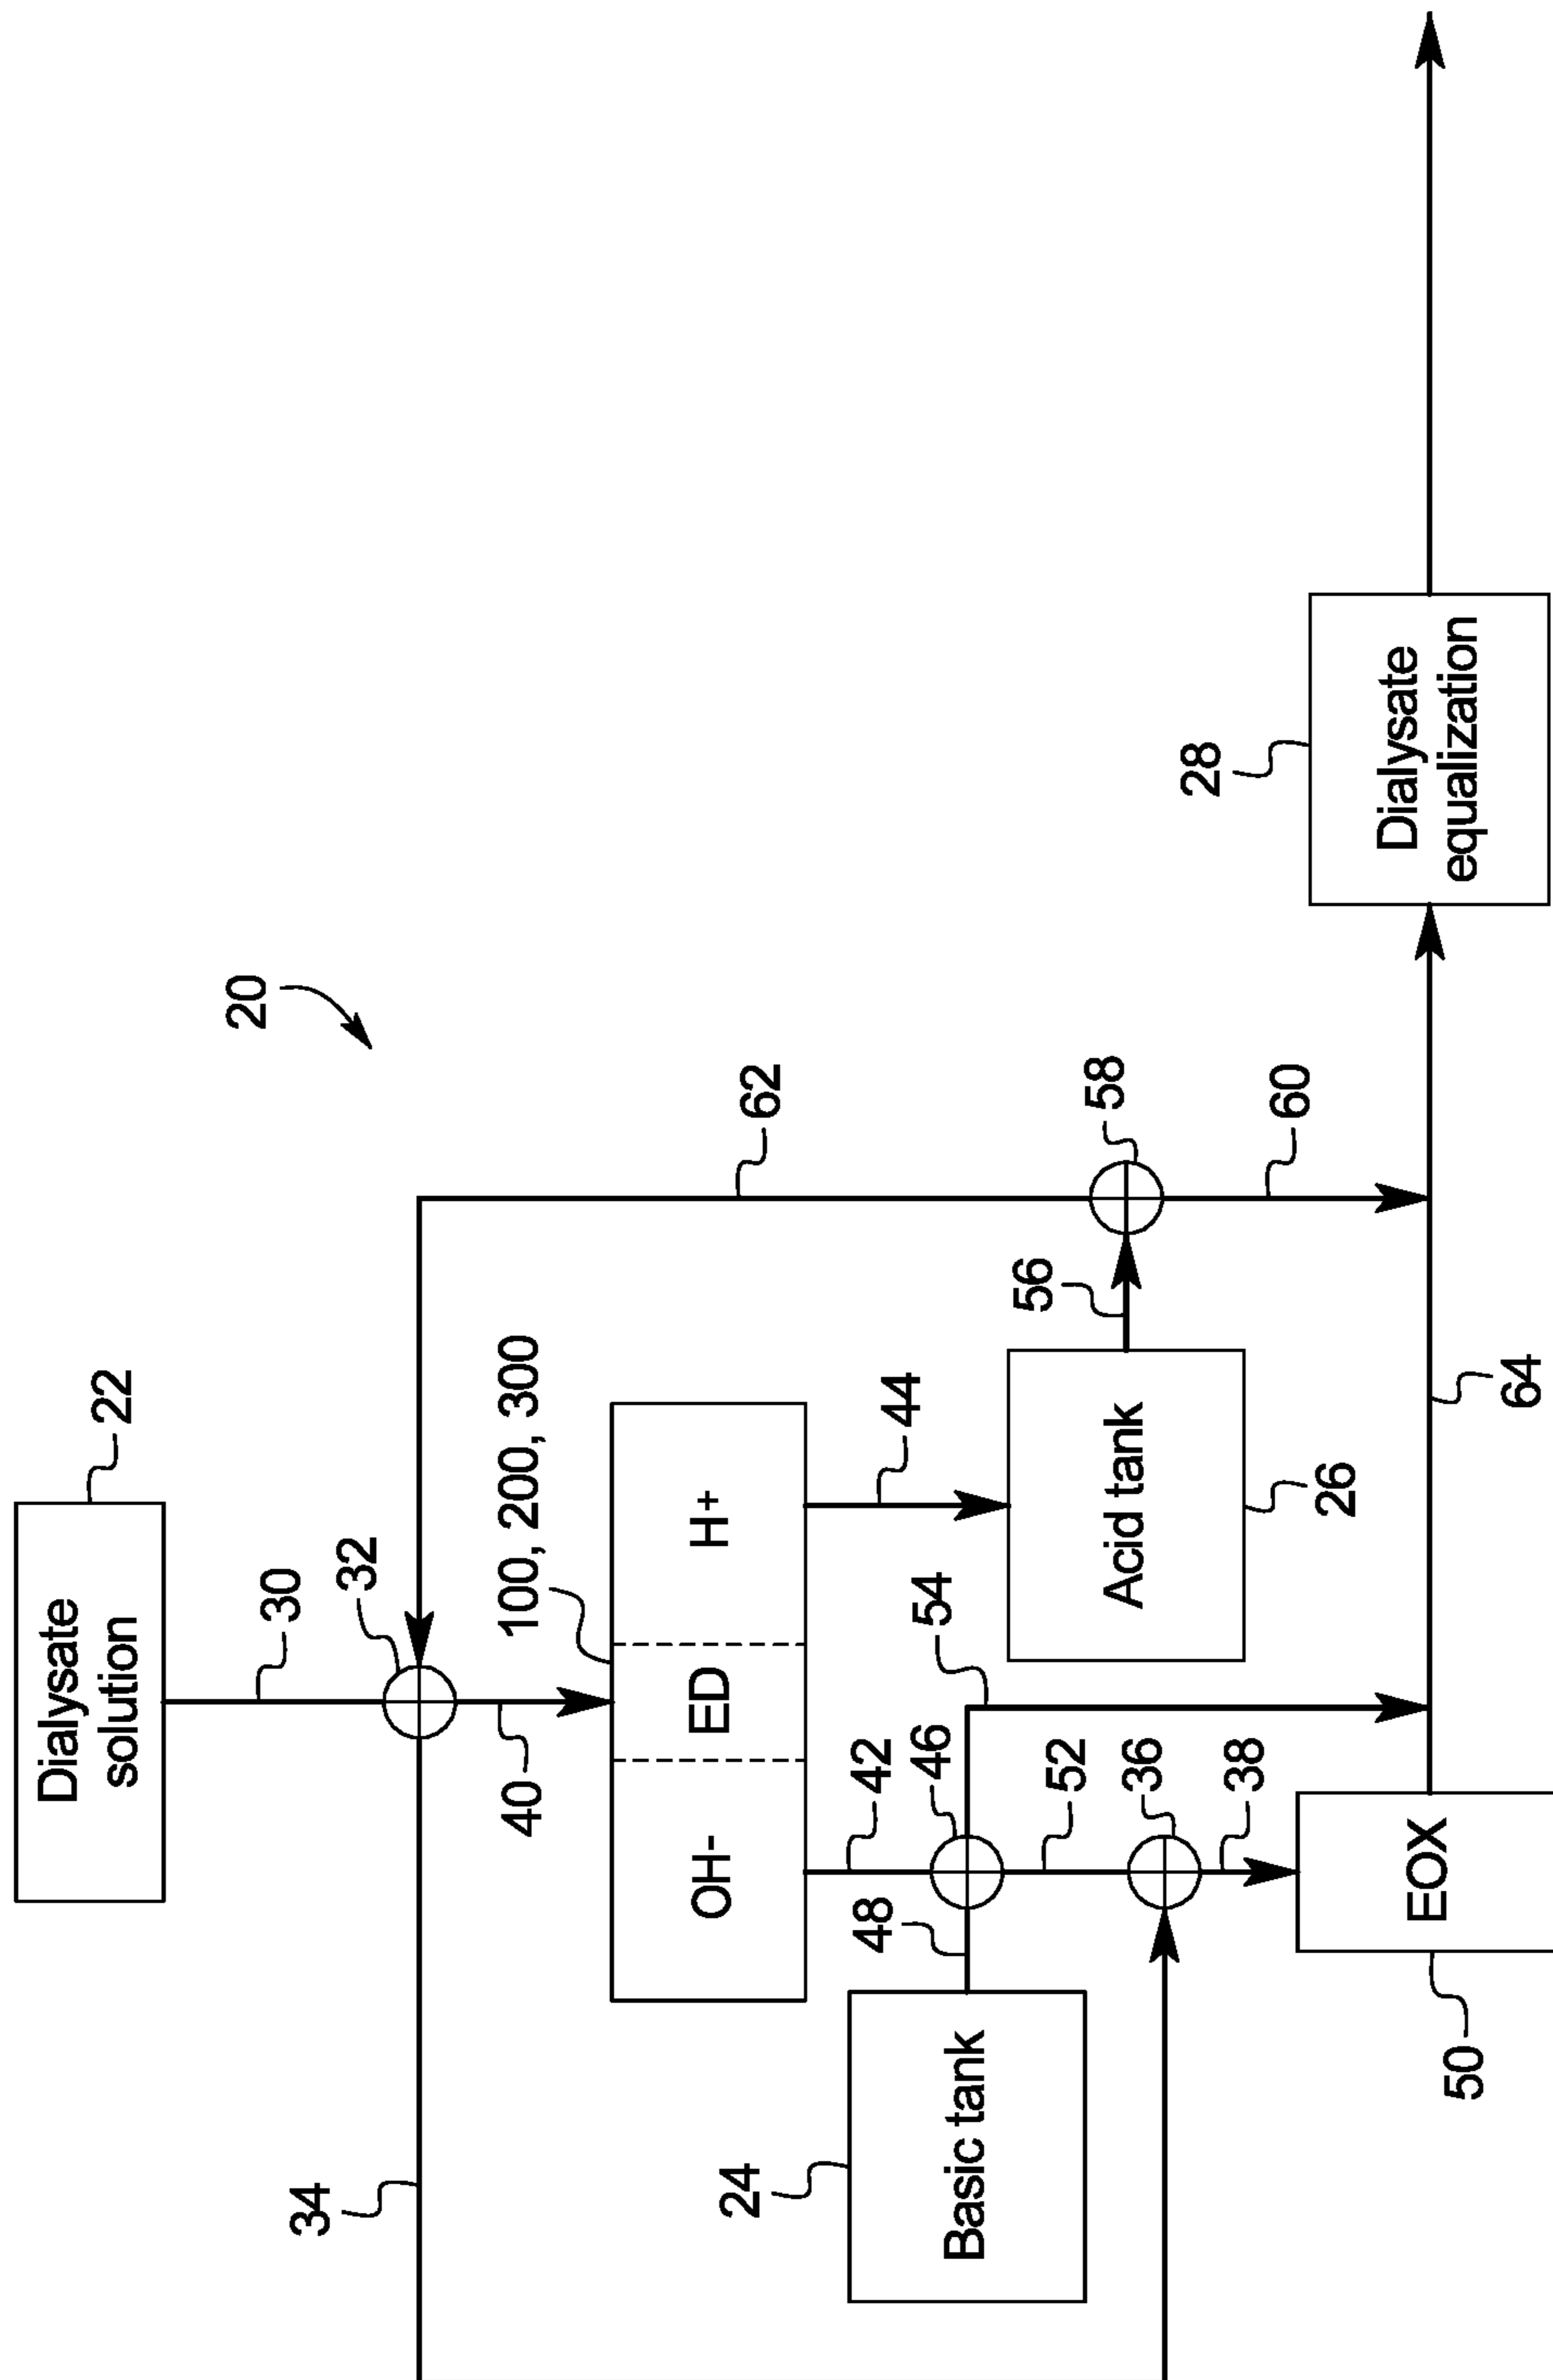 20
Dialysate
solution
22
30
32
34
62
100, 200, 300
40
OH-
ED
H+
42
44
46
48
54
Basic tank
24
52
36
38
Acid tank
26
56
58
60
EOX
50
64
Dialysate
equalization
28